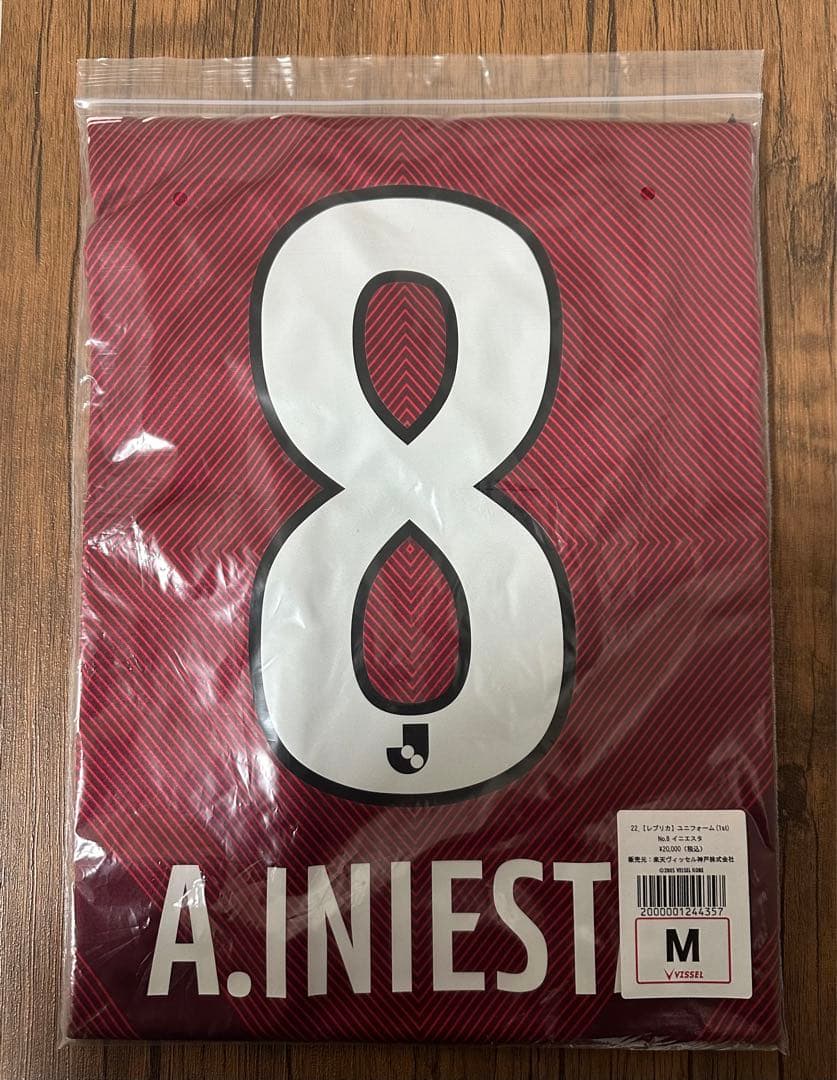 8
A.INIEST
22_【レプリカ】ユニフォーム(1st)
No.8 イニエスタ
¥20,000（税込）
販売元：楽天ヴィッセル神戸株式会社
©2005 VISSEL KOBE
2000001244357
M
VISSEL